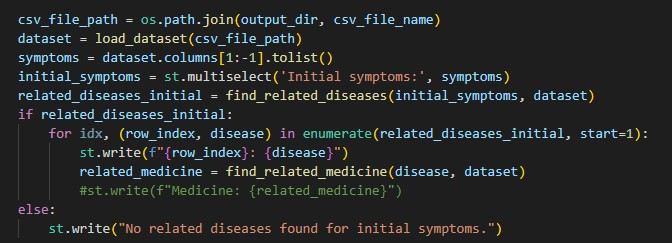 csv_file_path = os.path.join(output_dir, csv_file_name)
dataset = load_dataset(csv_file_path)
symptoms = dataset.columns[1:-1].tolist()
initial_symptoms = st.multiselect('Initial symptoms:', symptoms)
related_diseases_initial = find_related_diseases(initial_symptoms, dataset)
if related_diseases_initial:
    for idx, (row_index, disease) in enumerate(related_diseases_initial, start=1):
        st.write(f"{row_index}: {disease}")
        related_medicine = find_related_medicine(disease, dataset)
        #st.write(f"Medicine: {related_medicine}")
else:
    st.write("No related diseases found for initial symptoms.")